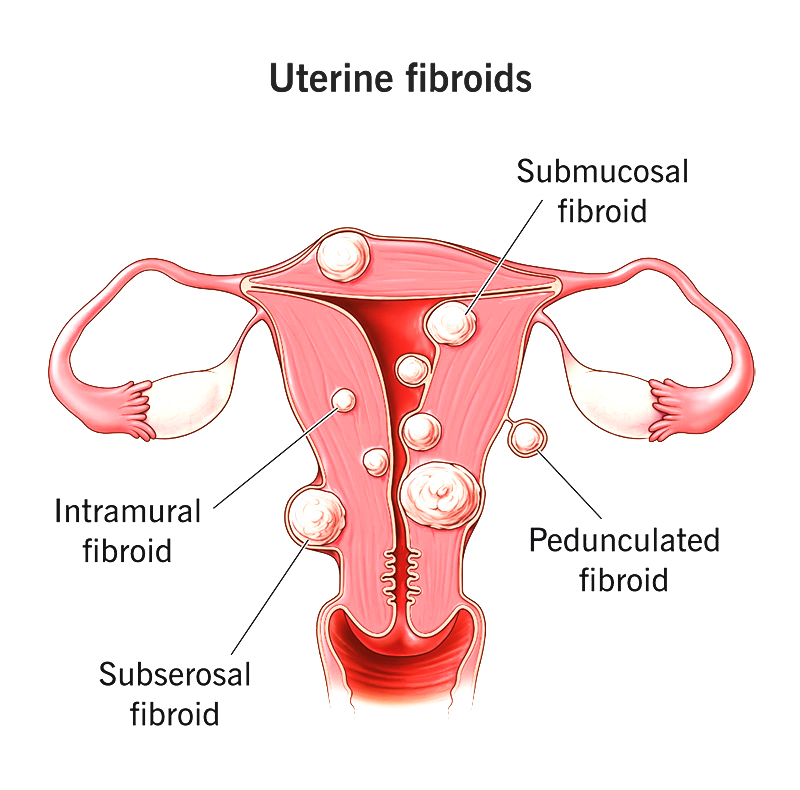 Uterine fibroids
Submucosal
fibroid
Intramural
fibroid
Pedunculated
fibroid
Subserosal
fibroid